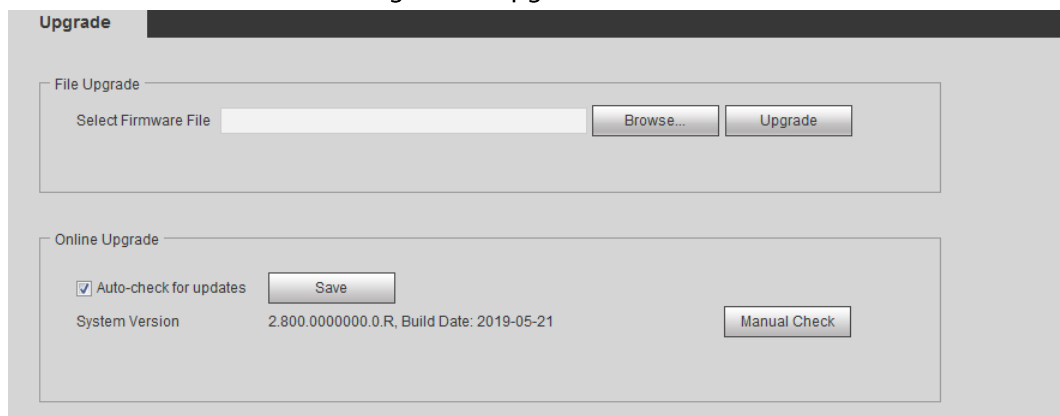 Upgrade
File Upgrade
Select Firmware File Browse... Upgrade
Online Upgrade
Auto-check for updates Save
System Version 2.800.0000000.0.R, Build Date: 2019-05-21 Manual Check